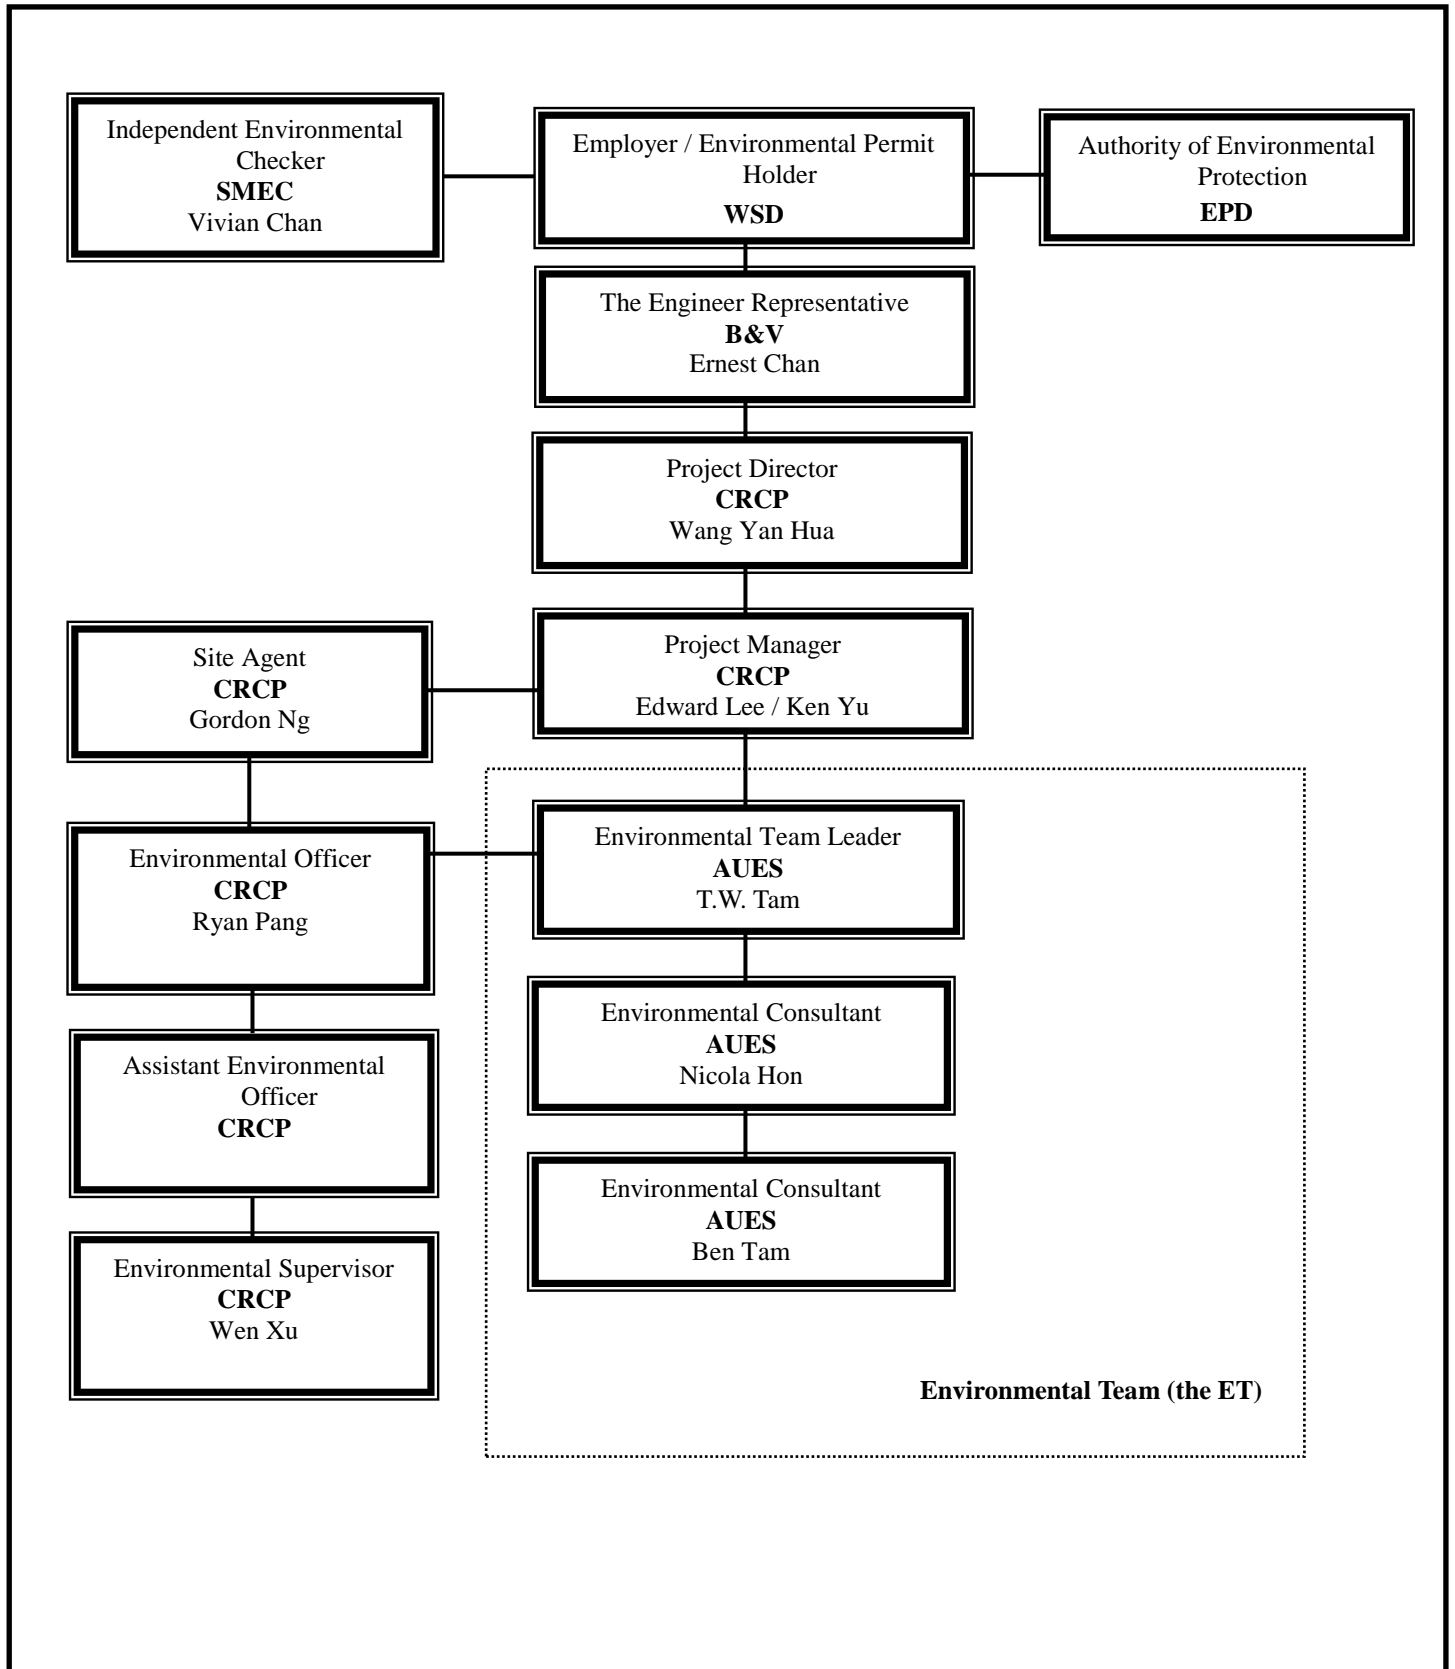 Independent Environmental
Checker
SMEC
Vivian Chan
Employer / Environmental Permit
Holder
WSD
Authority of Environmental
Protection
EPD
The Engineer Representative
B&V
Ernest Chan
Project Director
CRCP
Wang Yan Hua
Site Agent
CRCP
Gordon Ng
Project Manager
CRCP
Edward Lee / Ken Yu
Environmental Officer
CRCP
Ryan Pang
Environmental Team Leader
AUES
T.W. Tam
Assistant Environmental
Officer
CRCP
Environmental Consultant
AUES
Nicola Hon
Environmental Supervisor
CRCP
Wen Xu
Environmental Consultant
AUES
Ben Tam
Environmental Team (the ET)